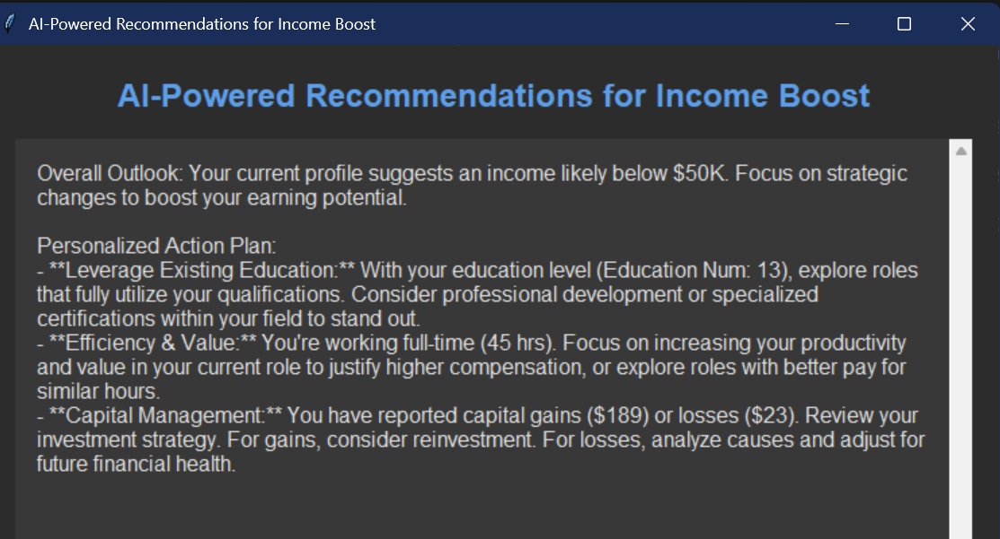 AI-Powered Recommendations for Income Boost
AI-Powered Recommendations for Income Boost
Overall Outlook: Your current profile suggests an income likely below $50K. Focus on strategic
changes to boost your earning potential.
Personalized Action Plan:
- **Leverage Existing Education:** With your education level (Education Num: 13), explore roles
that fully utilize your qualifications. Consider professional development or specialized
certifications within your field to stand out.
- **Efficiency & Value:** You're working full-time (45 hrs). Focus on increasing your productivity
and value in your current role to justify higher compensation, or explore roles with better pay for
similar hours.
- **Capital Management:** You have reported capital gains ($189) or losses ($23). Review your
investment strategy. For gains, consider reinvestment. For losses, analyze causes and adjust for
future financial health.